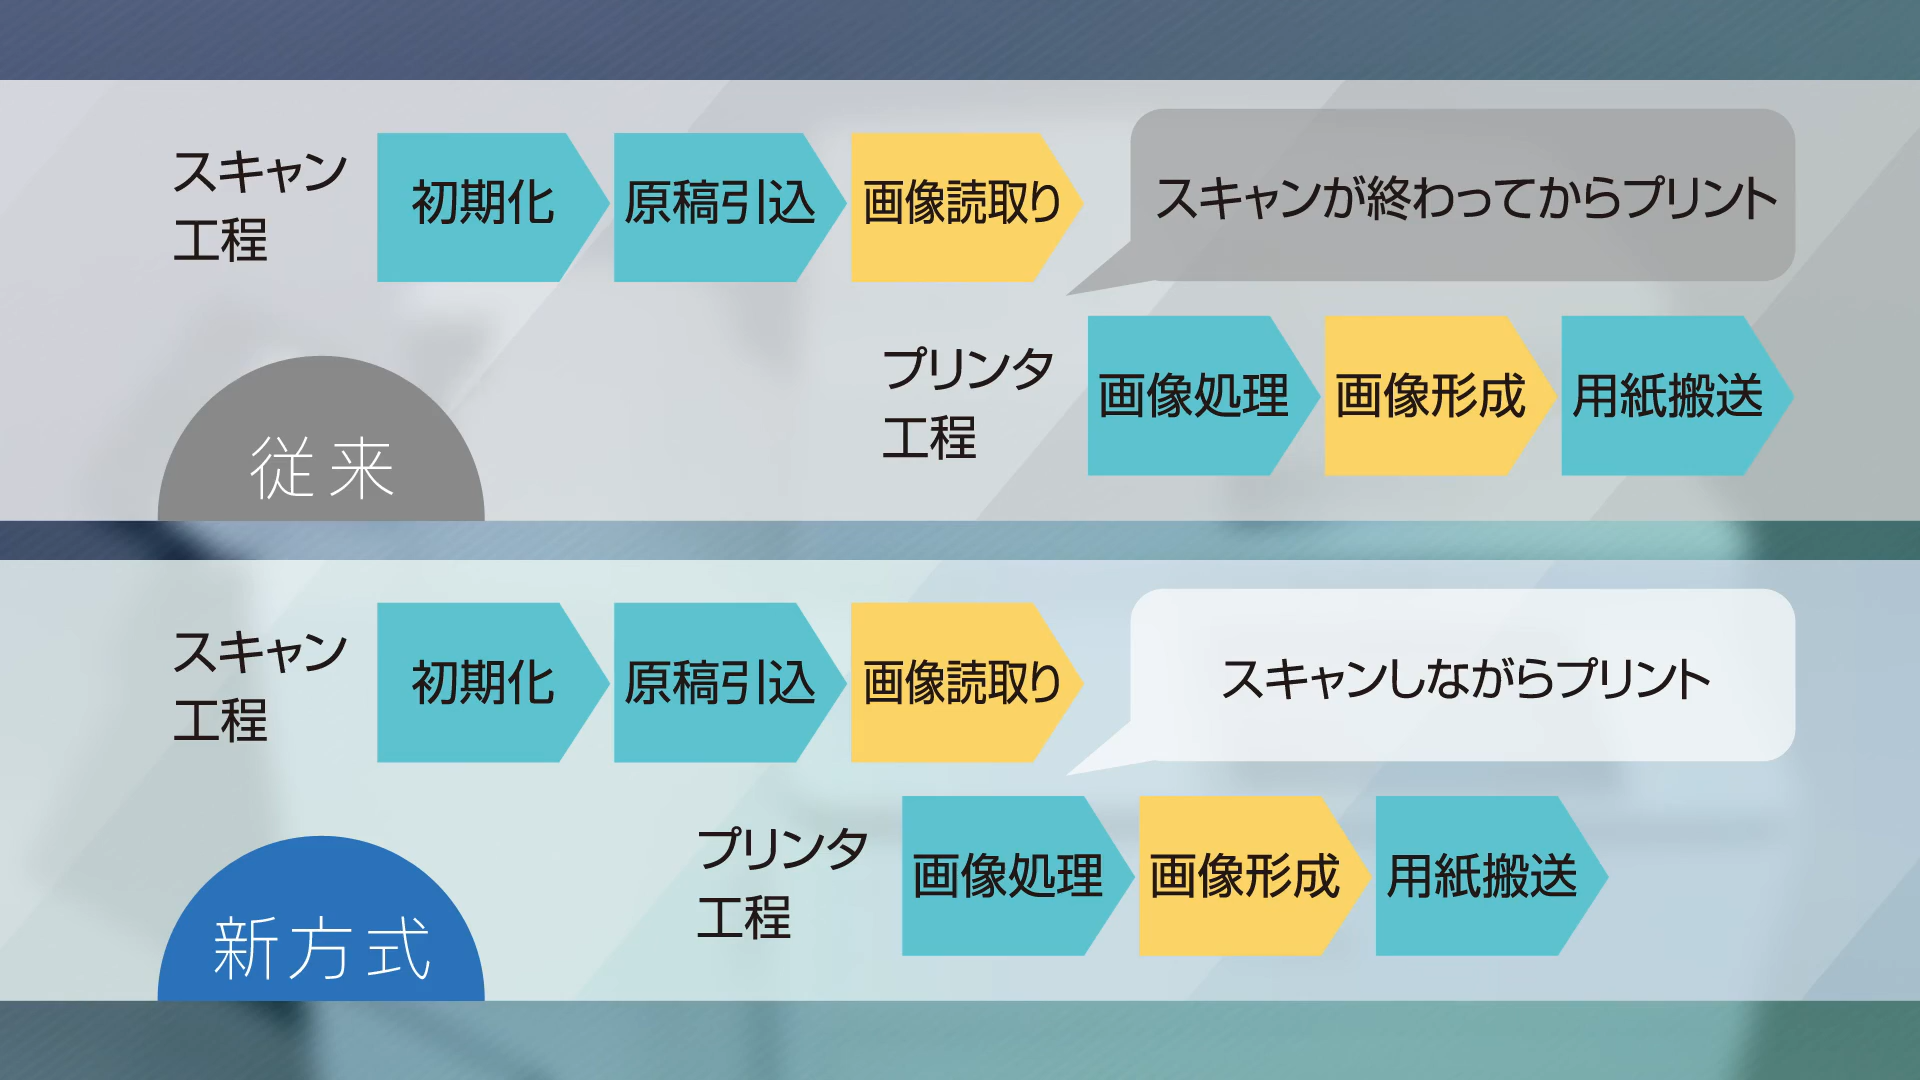 スキャン
工程
初期化
原稿引込
画像読取り
スキャンが終わってからプリント
プリンタ
工程
画像処理
画像形成
用紙搬送
従来
スキャン
工程
初期化
原稿引込
画像読取り
スキャンしながらプリント
プリンタ
工程
画像処理
画像形成
用紙搬送
新方式